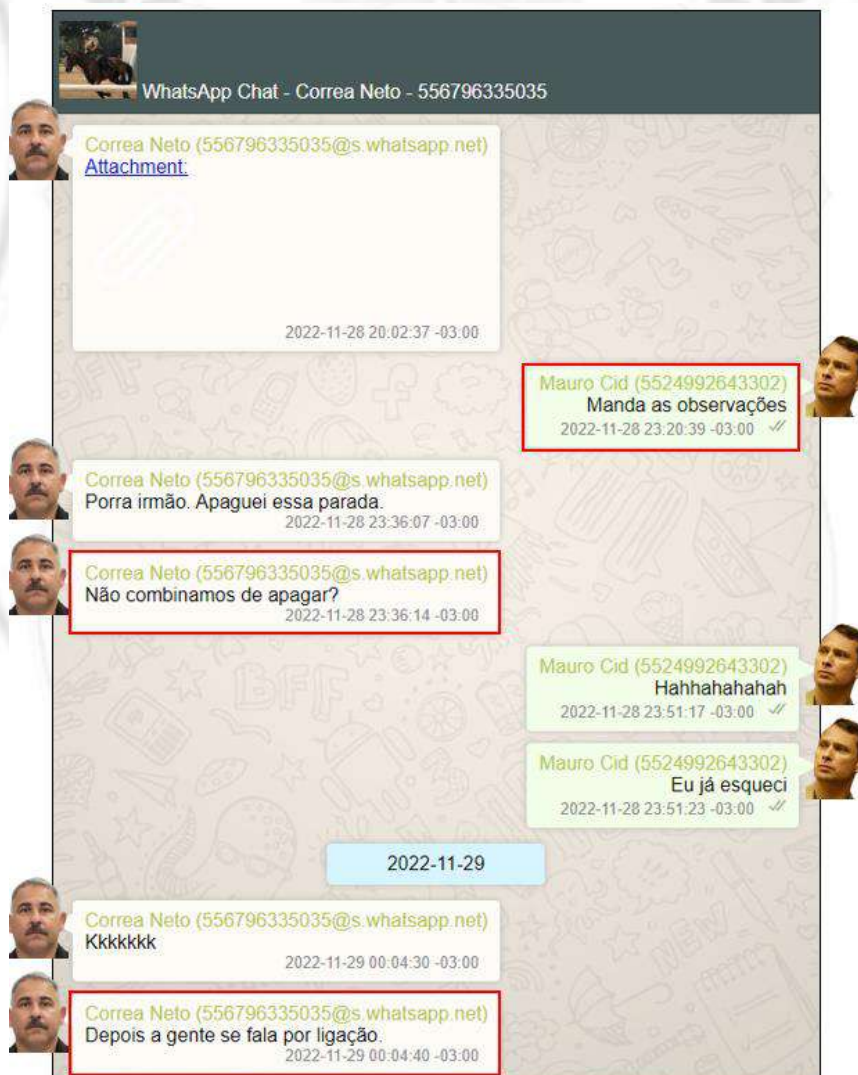 WhatsApp Chat - Correa Neto - 556796335035
Correa Neto (556796335035@s.whatsapp.net)
Attachment:
2022-11-28 20:02:37 -03:00
Mauro Cid (5524992643302)
Manda as observações
2022-11-28 23:20:39 -03:00
Correa Neto (556796335035@s.whatsapp.net)
Porra irmão. Apaguei essa parada.
2022-11-28 23:36:07 -03:00
Correa Neto (556796335035@s.whatsapp.net)
Não combinamos de apagar?
2022-11-28 23:36:14 -03:00
Mauro Cid (5524992643302)
Hahhahahahah
2022-11-28 23:51:17 -03:00
Mauro Cid (5524992643302)
Eu já esqueci
2022-11-28 23:51:23 -03:00
2022-11-29
Correa Neto (556796335035@s.whatsapp.net)
Kkkkkkk
2022-11-29 00:04:30 -03:00
Correa Neto (556796335035@s.whatsapp.net)
Depois a gente se fala por ligação.
2022-11-29 00:04:40 -03:00